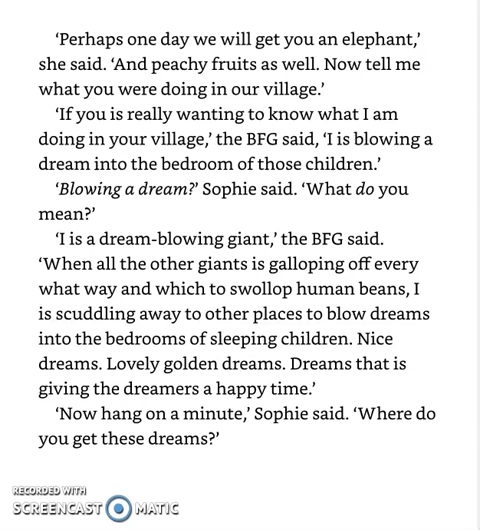 ‘Perhaps one day we will get you an elephant,’
she said. ‘And peachy fruits as well. Now tell me
what you were doing in our village.’
‘If you is really wanting to know what I am
doing in your village,’ the BFG said, ‘I is blowing a
dream into the bedroom of those children.’
‘Blowing a dream?’ Sophie said. ‘What do you
mean?’
‘I is a dream-blowing giant,’ the BFG said.
‘When all the other giants is galloping off every
what way and which to swollop human beans, I
is scuddling away to other places to blow dreams
into the bedrooms of sleeping children. Nice
dreams. Lovely golden dreams. Dreams that is
giving the dreamers a happy time.’
‘Now hang on a minute,’ Sophie said. ‘Where do
you get these dreams?’
RECORDED WITH
SCREENCAST MATIC